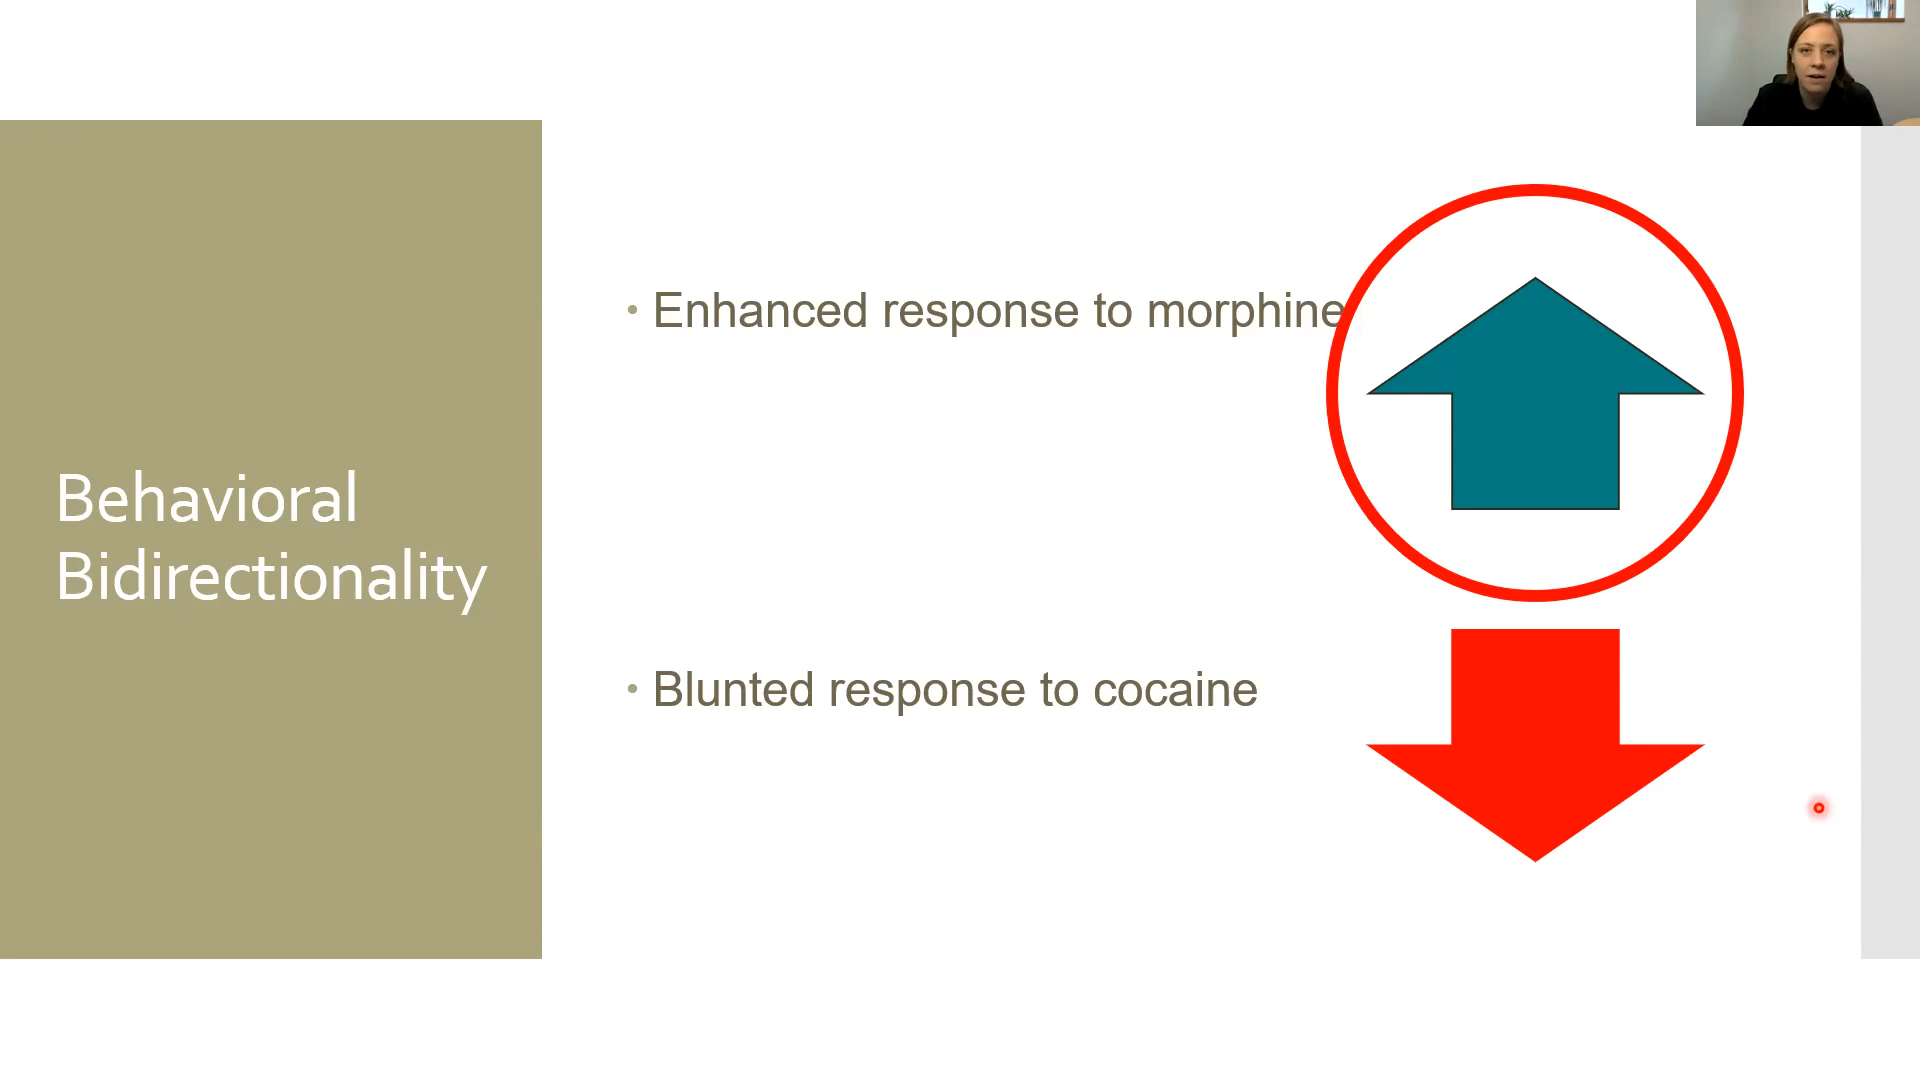 Behavioral
Bidirectionality
• Enhanced response to morphine
• Blunted response to cocaine